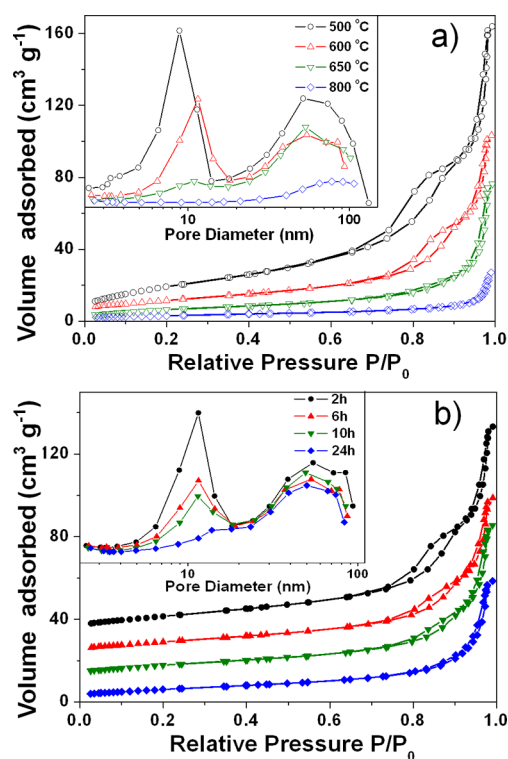 a)
500 °C
600 °C
650 °C
800 °C
10
100
Pore Diameter (nm)
160
120
80
40
0
Volume adsorbed (cm³ g⁻¹)
0.0 0.2 0.4 0.6 0.8 1.0
Relative Pressure P/P₀
b)
2h
6h
10h
24h
10
100
Pore Diameter (nm)
120
80
40
0
Volume adsorbed (cm³ g⁻¹)
0.0 0.2 0.4 0.6 0.8 1.0
Relative Pressure P/P₀